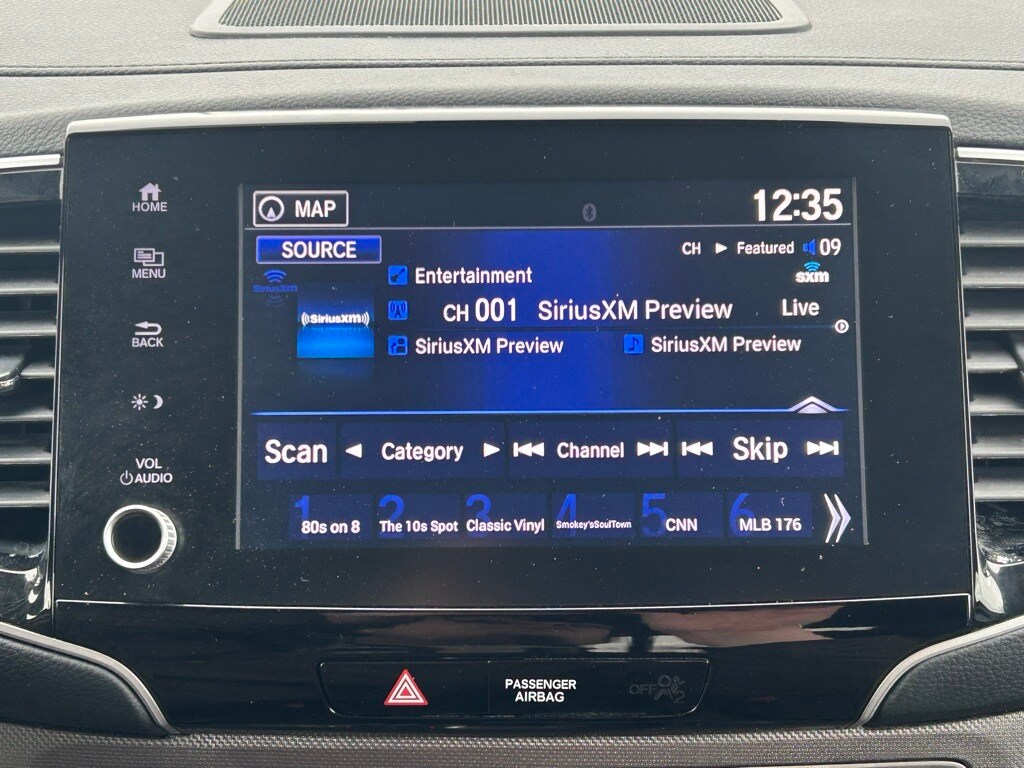 HOME
MENU
BACK
VOL
AUDIO
MAP
12:35
SOURCE
CH ► Featured 09
SiriusXM
Entertainment
sxm
((SiriusXM))
CH 001 SiriusXM Preview Live
SiriusXM Preview SiriusXM Preview
Scan ◄ Category ► Channel Skip
1 2 3 4 5 6
80s on 8 The 10s Spot Classic Vinyl Smokey'sSoulTown CNN MLB 176
PASSENGER
AIRBAG
OFF
2